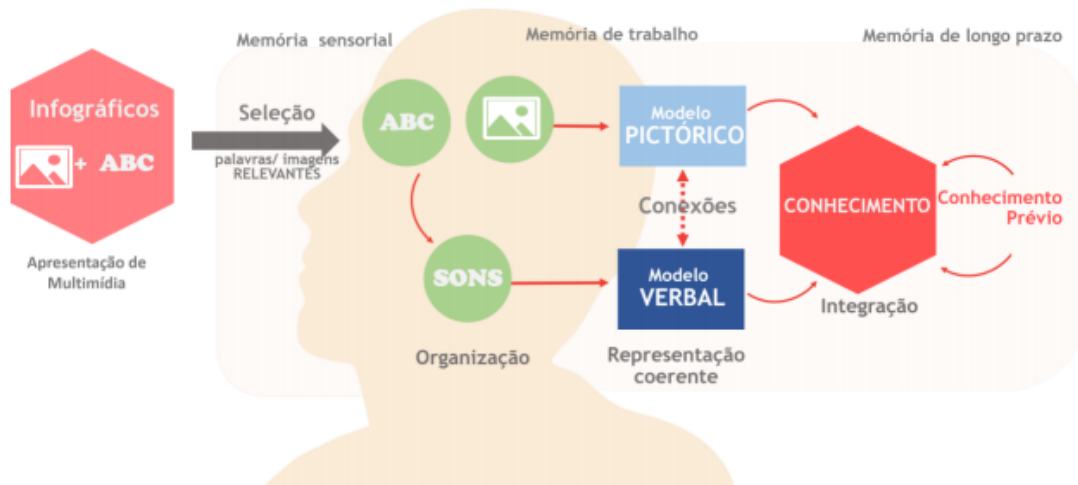 Memória sensorial
Memória de trabalho
Memória de longo prazo
Infográficos
+ ABC
Apresentação de
Multimídia
Seleção
palavras/ imagens
RELEVANTES
ABC
SONS
Organização
Modelo
PICTÓRICO
Conexões
Modelo
VERBAL
Representação
coerente
CONHECIMENTO
Integração
Conhecimento
Prévio